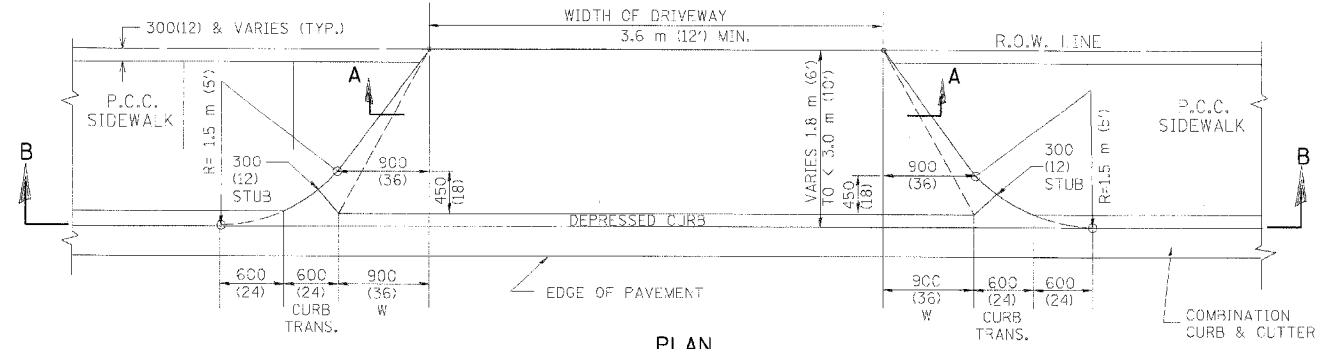 WIDTH OF DRIVEWAY
3.6 m (12') MIN.
300(12) & VARIES (TYP.)
R.O.W. LINE
A
A
P.C.C.
SIDEWALK
R= 1.5 m (5')
300
(12)
STUB
900
(36)
450
(18)
VARIES 1.8 m (6')
TO < 3.0 m (10')
900
(36)
450
(18)
300
(12)
STUB
R=1.5 m (5')
P.C.C.
SIDEWALK
B
B
DEPRESSED CURB
600
(24)
600
(24)
CURB
TRANS.
900
(36)
W
EDGE OF PAVEMENT
900
(36)
W
600
(24)
CURB
TRANS.
600
(24)
COMBINATION
CURB & GUTTER
PLAN